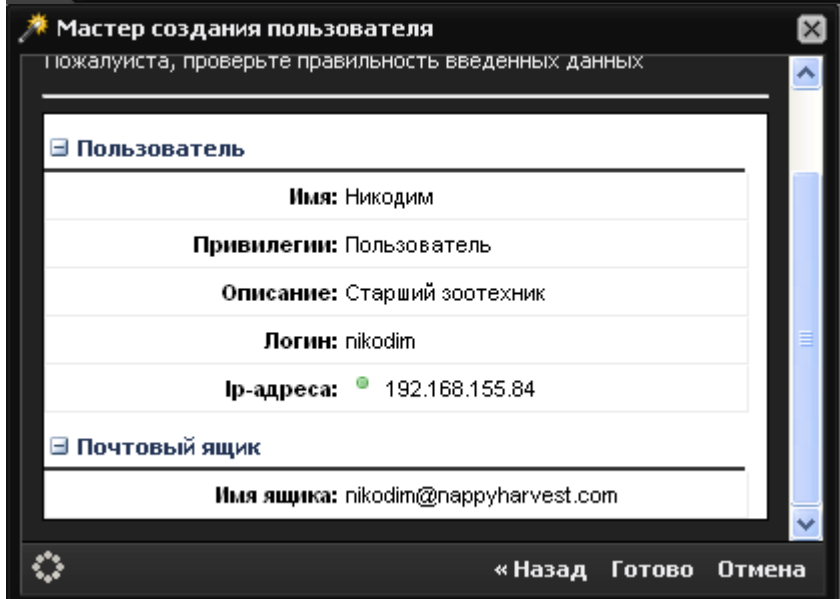 Мастер создания пользователя
Пожалуйста, проверьте правильность введенных данных
Пользователь
Имя: Никодим
Привилегии: Пользователь
Описание: Старший зоотехник
Логин: nikodim
Ip-адреса: 192.168.155.84
Почтовый ящик
Имя ящика: nikodim@nappyharvest.com
« Назад Готово Отмена